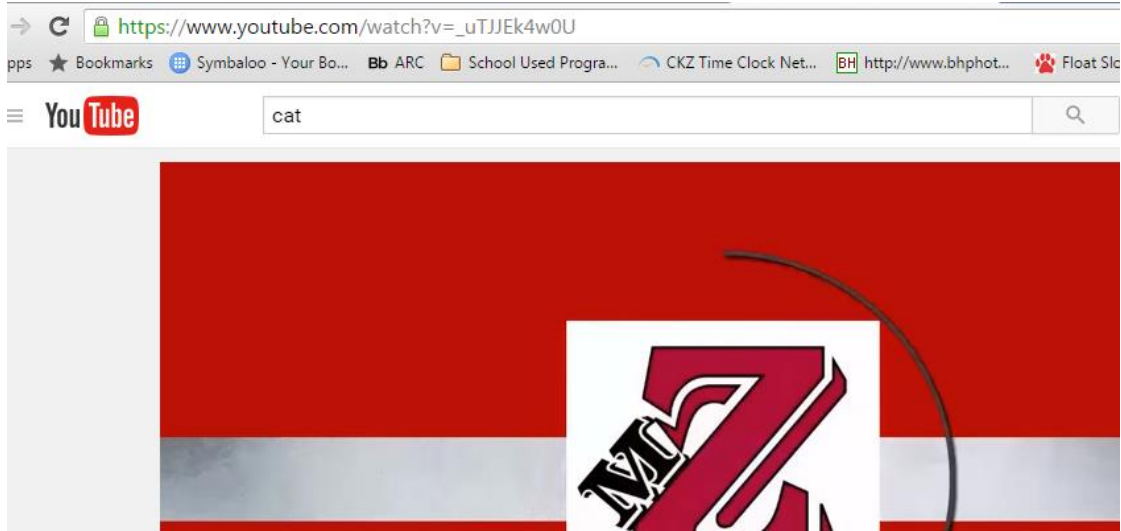 https://www.youtube.com/watch?v=_uTJJEk4w0U
pps Bookmarks Symbaloo - Your Bo... Bb ARC School Used Progra... CKZ Time Clock Net... BH http://www.bhphot... Float Slo
YouTube cat
MZ